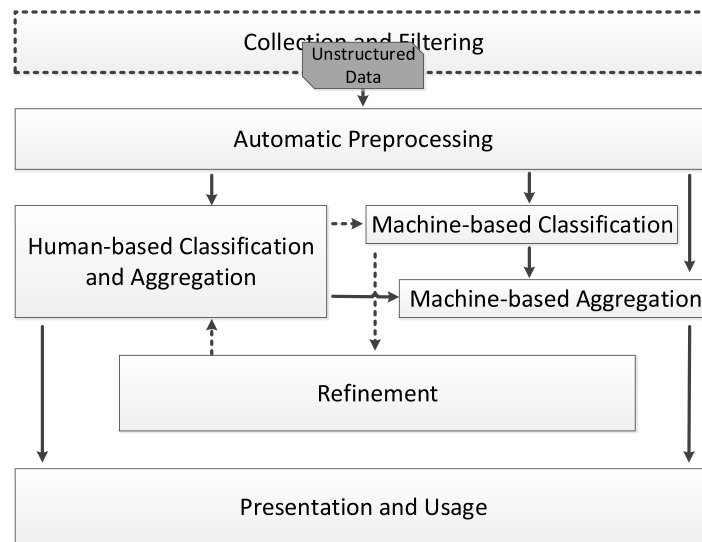 Collection and Filtering
Unstructured
Data
Automatic Preprocessing
Human-based Classification
and Aggregation
Machine-based Classification
Machine-based Aggregation
Refinement
Presentation and Usage